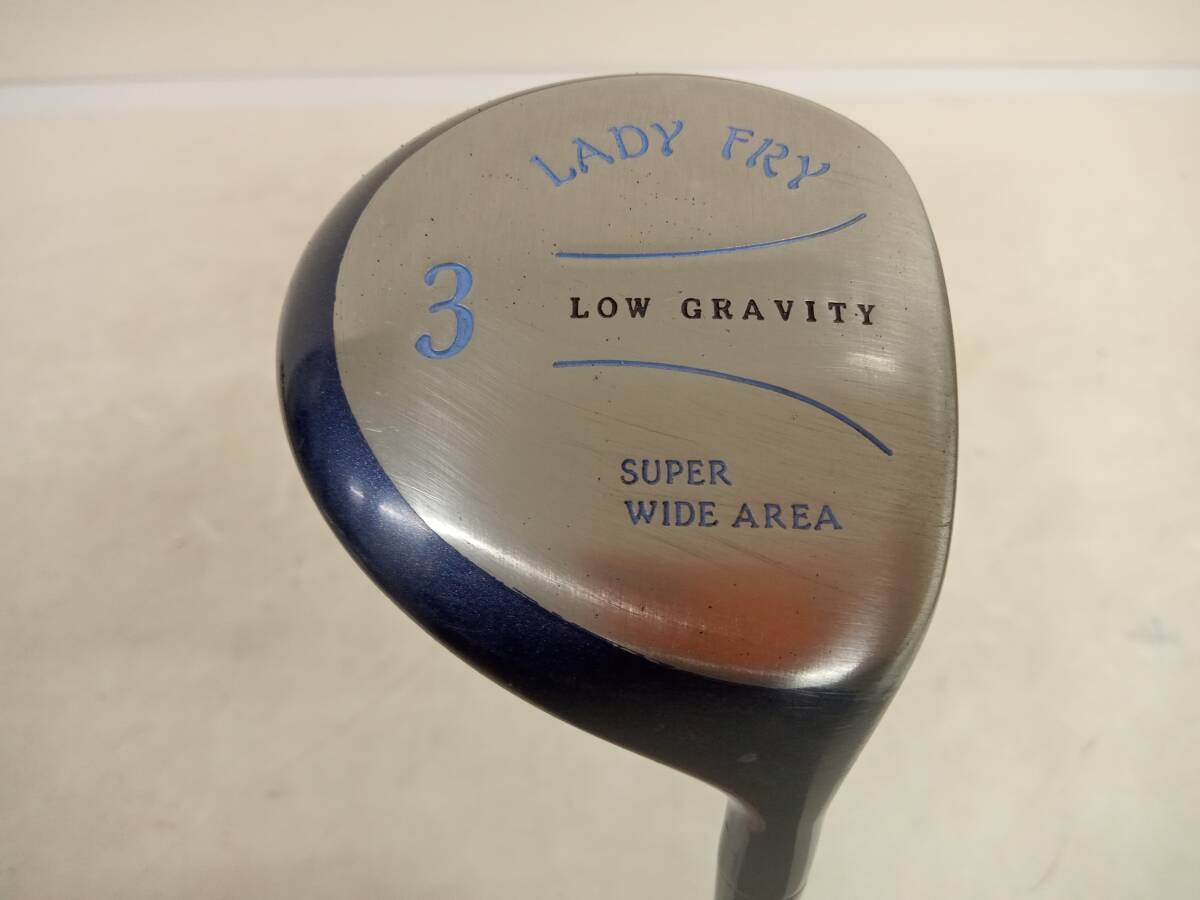 LADY FRY
3
LOW GRAVITY
SUPER
WIDE AREA